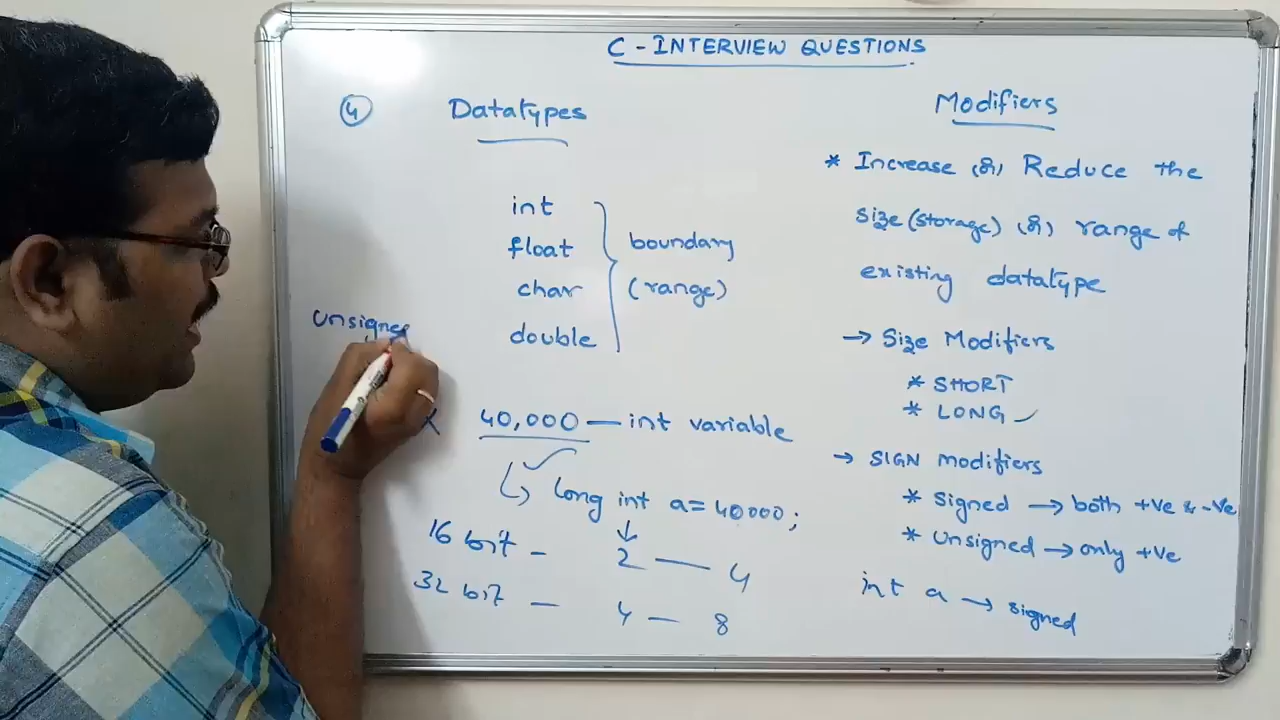 C - INTERVIEW QUESTIONS
4 Datatypes
int
float
char
double
boundary
(range)
Unsigne
X 40,000 — int variable
long int a = 40000;
16 bit - 2 — 4
32 bit - 4 — 8
Modifiers
* Increase (or) Reduce the
size (storage) (or) range of
existing datatype
→ Size Modifiers
* SHORT
* LONG ✓
→ SIGN modifiers
* Signed → both +ve & -ve
* Unsigned → only +ve
int a → signed